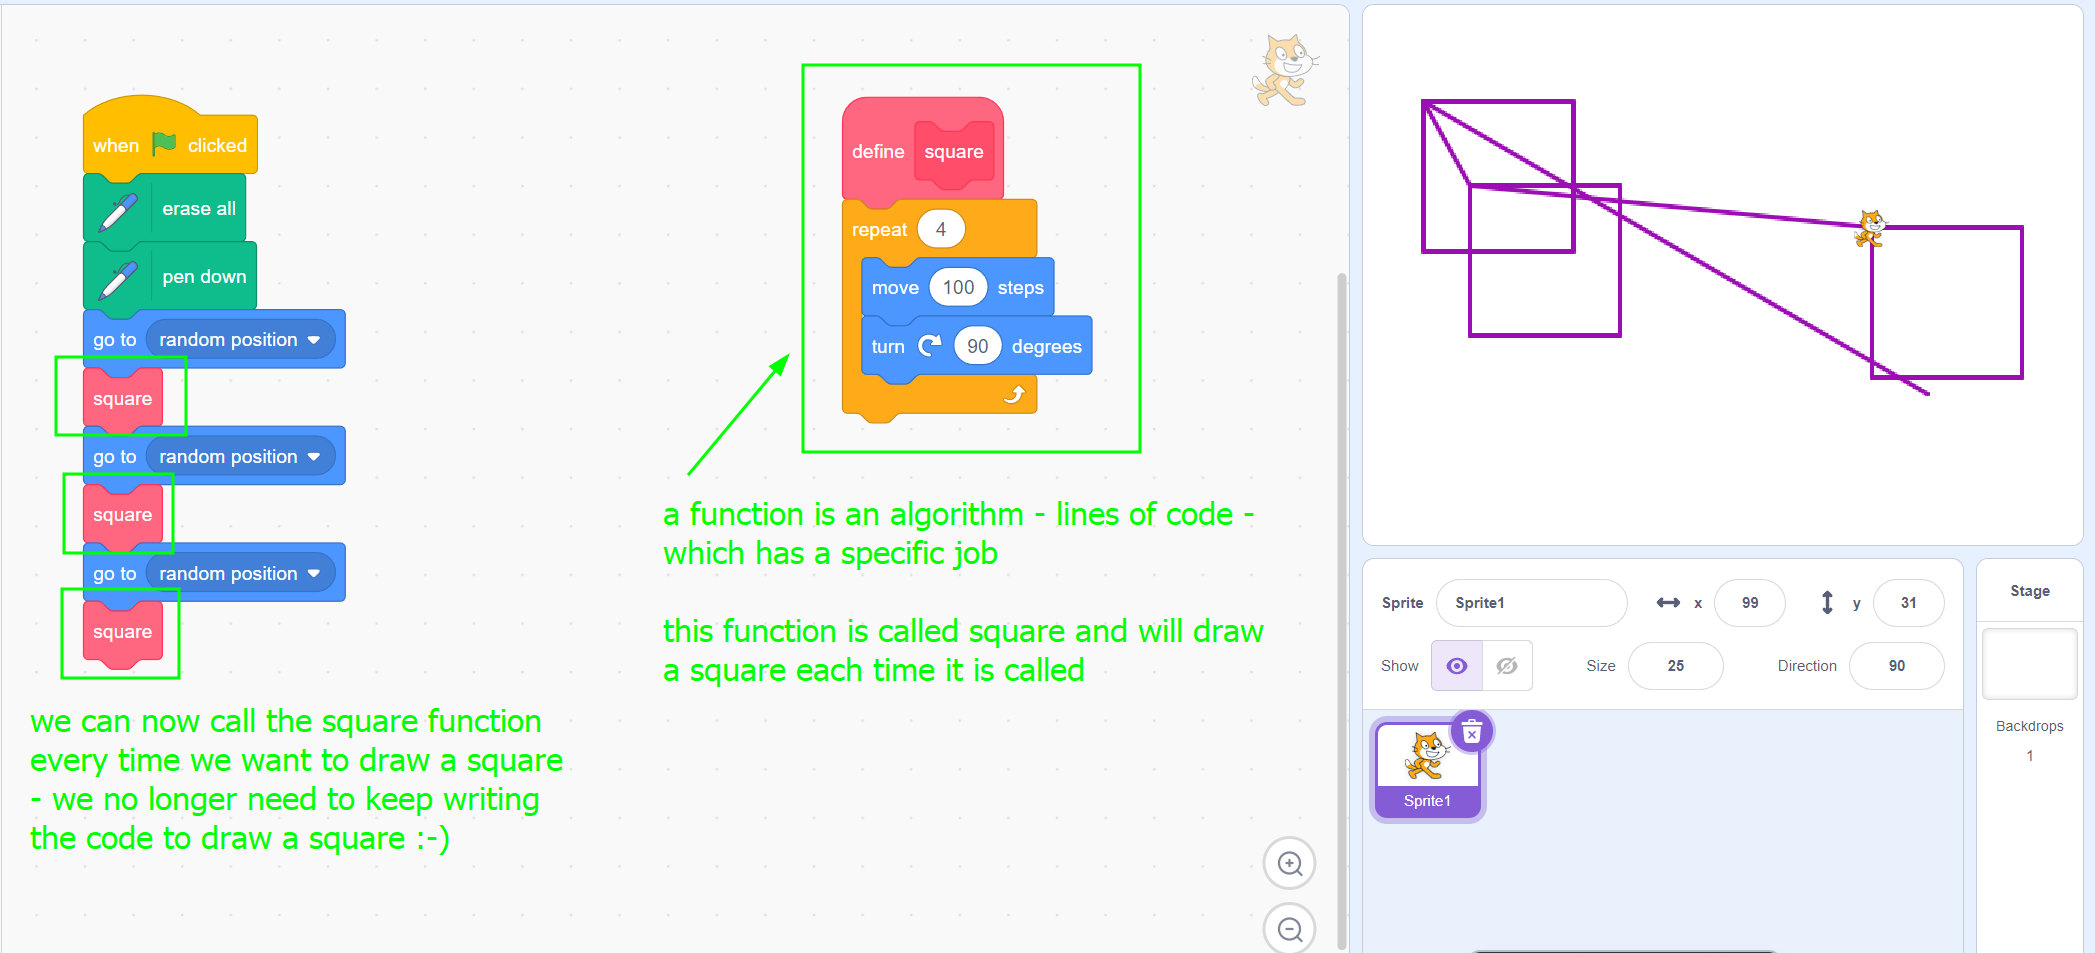 when clicked
erase all
pen down
go to random position
square
go to random position
square
go to random position
square
we can now call the square function
every time we want to draw a square
- we no longer need to keep writing
the code to draw a square :-)
define square
repeat 4
move 100 steps
turn 90 degrees
a function is an algorithm - lines of code -
which has a specific job
this function is called square and will draw
a square each time it is called
Sprite Sprite1 x 99 y 31
Show Size 25 Direction 90
Sprite1
Stage
Backdrops
1